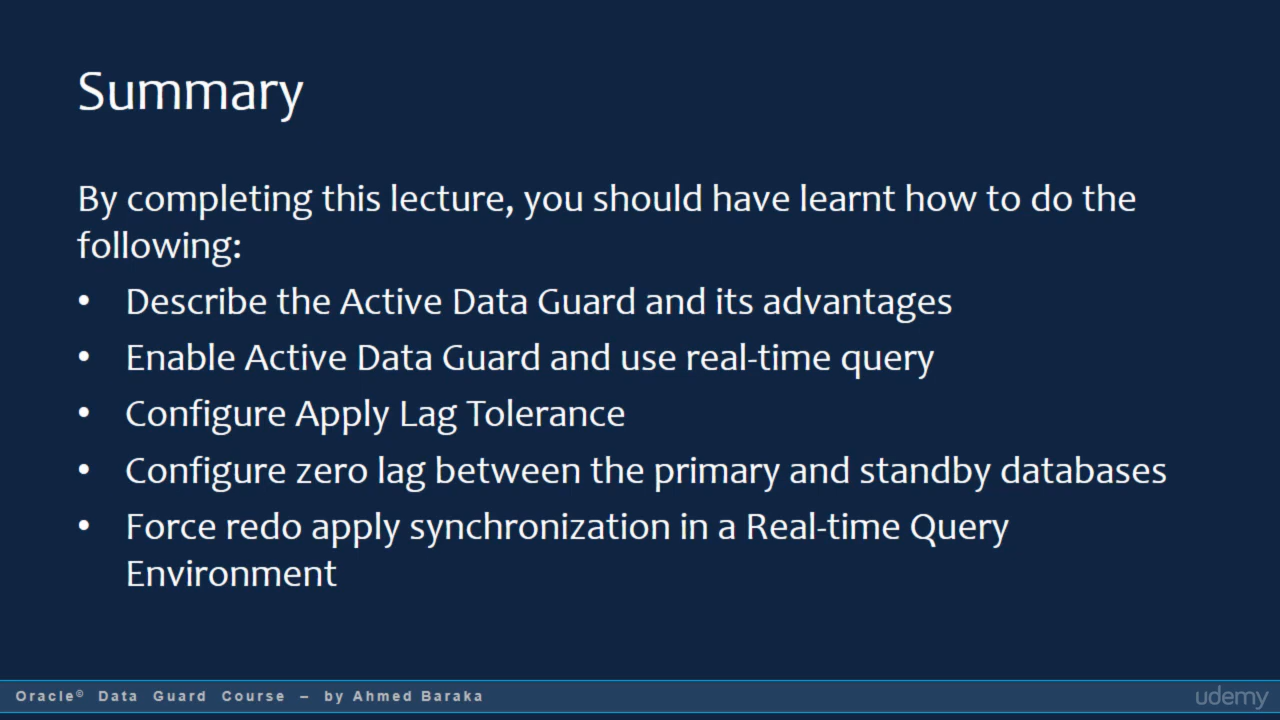 Summary
By completing this lecture, you should have learnt how to do the
following:
• Describe the Active Data Guard and its advantages
• Enable Active Data Guard and use real-time query
• Configure Apply Lag Tolerance
• Configure zero lag between the primary and standby databases
• Force redo apply synchronization in a Real-time Query
Environment
Oracle© Data Guard Course – by Ahmed Baraka
udemy